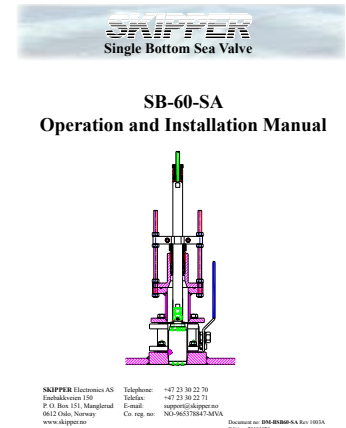 SKIPPER
Single Bottom Sea Valve
SB-60-SA
Operation and Installation Manual
SKIPPER Electronics AS Telephone: +47 23 30 22 70
Enebakkveien 150 Telefax: +47 23 30 22 71
P. O. Box 151, Manglerud E-mail: support@skipper.no
0612 Oslo, Norway Co. reg. no: NO-965378847-MVA
www.skipper.no Document no: DM-BSB60-SA Rev 1003A